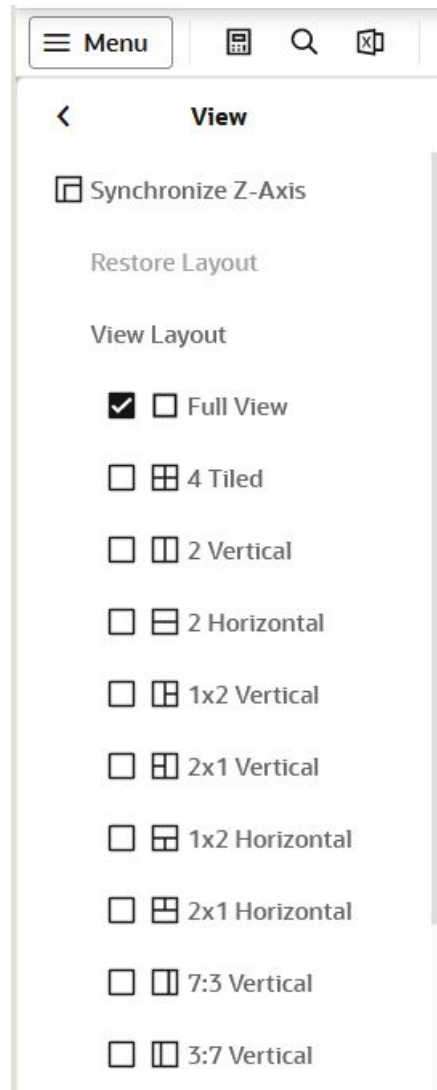 Menu
View
Synchronize Z-Axis
Restore Layout
View Layout
Full View
4 Tiled
2 Vertical
2 Horizontal
1x2 Vertical
2x1 Vertical
1x2 Horizontal
2x1 Horizontal
7:3 Vertical
3:7 Vertical